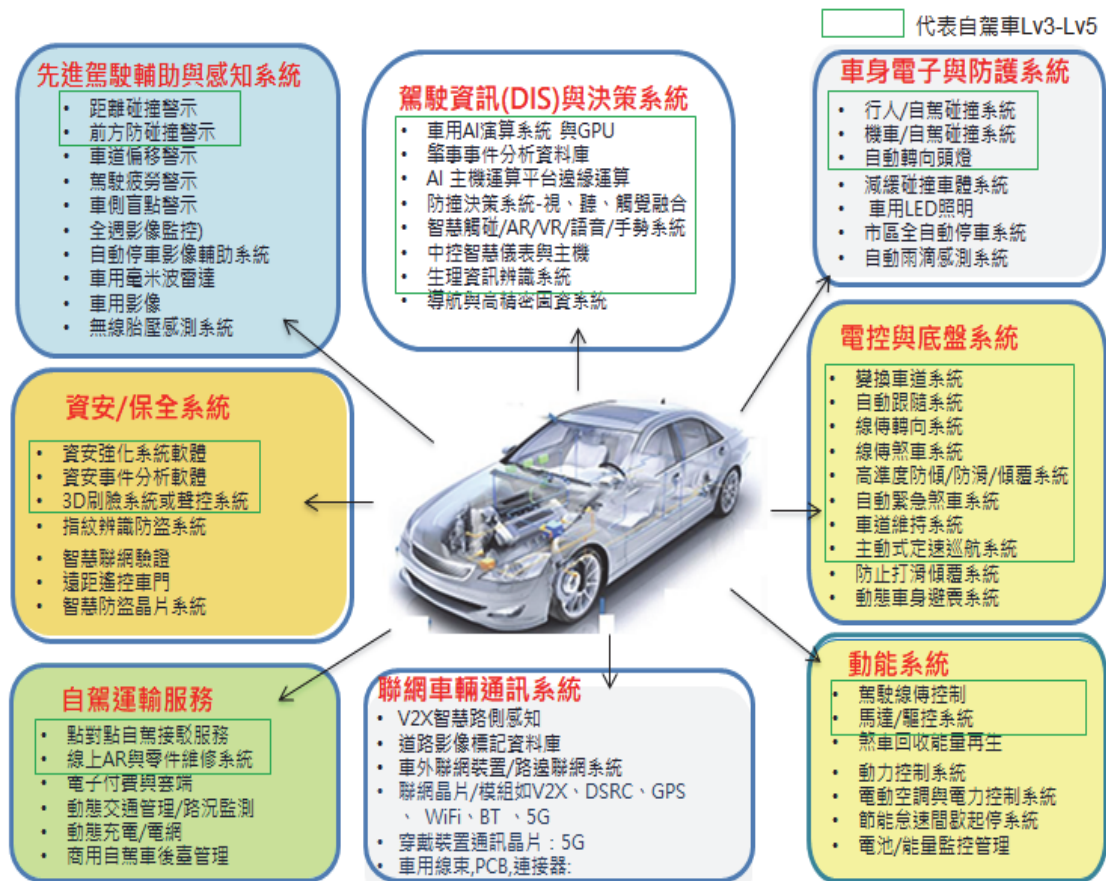 代表自駕車Lv3-Lv5
先進駕駛輔助與感知系統
• 距離碰撞警示
• 前方防碰撞警示
• 車道偏移警示
• 駕駛疲勞警示
• 車側盲點警示
• 全週影像監控)
• 自動停車影像輔助系統
• 車用毫米波雷達
• 車用影像
• 無線胎壓感測系統
駕駛資訊(DIS)與決策系統
• 車用AI演算系統 與GPU
• 肇事事件分析資料庫
• AI 主機運算平台邊緣運算
• 防撞決策系統-視、聽、觸覺融合
• 智慧觸碰/AR/VR/語音/手勢系統
• 中控智慧儀表與主機
• 生理資訊辨識系統
• 導航與高精密圖資系統
車身電子與防護系統
• 行人/自駕碰撞系統
• 機車/自駕碰撞系統
• 自動轉向頭燈
• 減緩碰撞車體系統
• 車用LED照明
• 市區全自動停車系統
• 自動雨滴感測系統
資安/保全系統
• 資安強化系統軟體
• 資安事件分析軟體
• 3D刷臉系統或聲控系統
• 指紋辨識防盜系統
• 智慧聯網驗證
• 遠距遙控車門
• 智慧防盜晶片系統
電控與底盤系統
• 變換車道系統
• 自動跟隨系統
• 線傳轉向系統
• 線傳煞車系統
• 高準度防傾/防滑/傾覆系統
• 自動緊急煞車系統
• 車道維持系統
• 主動式定速巡航系統
• 防止打滑傾覆系統
• 動態車身避震系統
自駕運輸服務
• 點對點自駕接駁服務
• 線上AR與零件維修系統
• 電子付費與雲端
• 動態交通管理/路況監測
• 動態充電/電網
• 商用自駕車後臺管理
聯網車輛通訊系統
• V2X智慧路側感知
• 道路影像標記資料庫
• 車外聯網裝置/路邊聯網系統
• 聯網晶片/模組如V2X、DSRC、GPS
、WiFi、BT 、5G
• 穿戴裝置通訊晶片：5G
• 車用線束,PCB,連接器:
動能系統
• 駕駛線傳控制
• 馬達/驅控系統
• 煞車回收能量再生
• 動力控制系統
• 電動空調與電力控制系統
• 節能怠速間歇起停系統
• 電池/能量監控管理